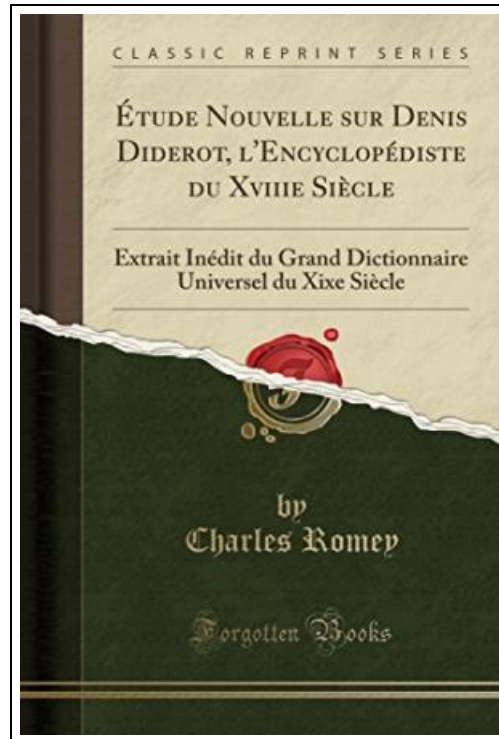 CLASSIC REPRINT SERIES
ÉTUDE NOUVELLE SUR DENIS
DIDEROT, L'ENCYCLOPÉDISTE
DU XVIIIE SIÈCLE
Extrait Inédit du Grand Dictionnaire
Universel du Xixe Siècle
by
Charles Romey
Forgotten Books